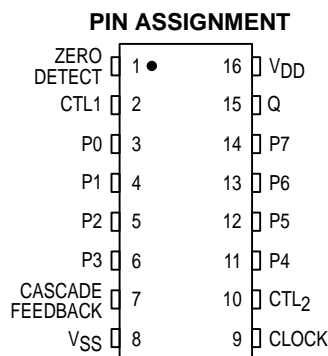 PIN ASSIGNMENT
ZERO
DETECT 1 16 VDD
CTL1 2 15 Q
P0 3 14 P7
P1 4 13 P6
P2 5 12 P5
P3 6 11 P4
CASCADE
FEEDBACK 7 10 CTL2
VSS 8 9 CLOCK